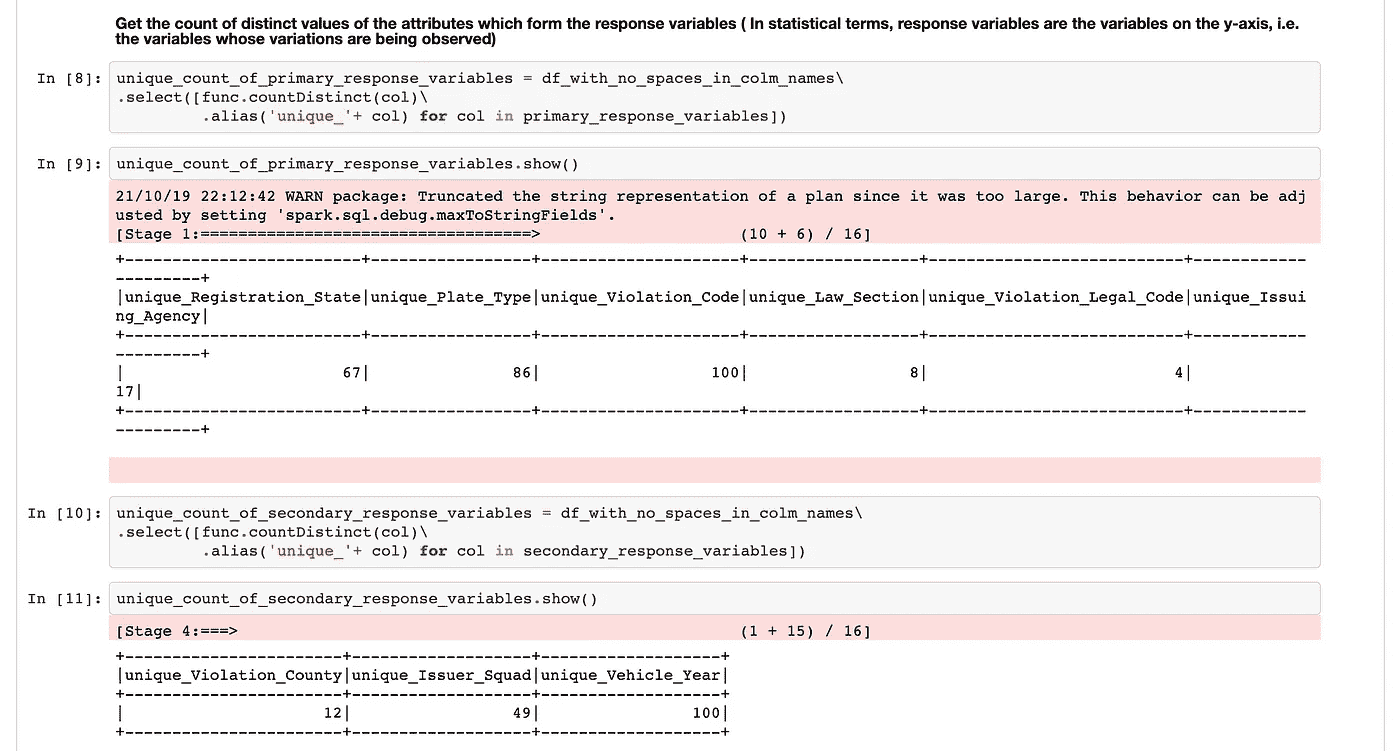 Get the count of distinct values of the attributes which form the response variables ( In statistical terms, response variables are the variables on the y-axis, i.e.
the variables whose variations are being observed)
In [8]: unique_count_of_primary_response_variables = df_with_no_spaces_in_colm_names\
.select([func.countDistinct(col)\
         .alias('unique_'+ col) for col in primary_response_variables])
In [9]: unique_count_of_primary_response_variables.show()
21/10/19 22:12:42 WARN package: Truncated the string representation of a plan since it was too large. This behavior can be adj
usted by setting 'spark.sql.debug.maxToStringFields'.
[Stage 1:===================================>                     (10 + 6) / 16]
+-------------------------+-----------------+---------------------+------------------+---------------------------+------------
---------+
|unique_Registration_State|unique_Plate_Type|unique_Violation_Code|unique_Law_Section|unique_Violation_Legal_Code|unique_Issui
ng_Agency|
+-------------------------+-----------------+---------------------+------------------+---------------------------+------------
---------+
|                       67|               86|                  100|                 8|                          4|
17|
+-------------------------+-----------------+---------------------+------------------+---------------------------+------------
---------+
In [10]: unique_count_of_secondary_response_variables = df_with_no_spaces_in_colm_names\
.select([func.countDistinct(col)\
         .alias('unique_'+ col) for col in secondary_response_variables])
In [11]: unique_count_of_secondary_response_variables.show()
[Stage 4:===>                                                     (1 + 15) / 16]
+-----------------------+-------------------+-------------------+
|unique_Violation_County|unique_Issuer_Squad|unique_Vehicle_Year|
+-----------------------+-------------------+-------------------+
|                     12|                 49|                100|
+-----------------------+-------------------+-------------------+